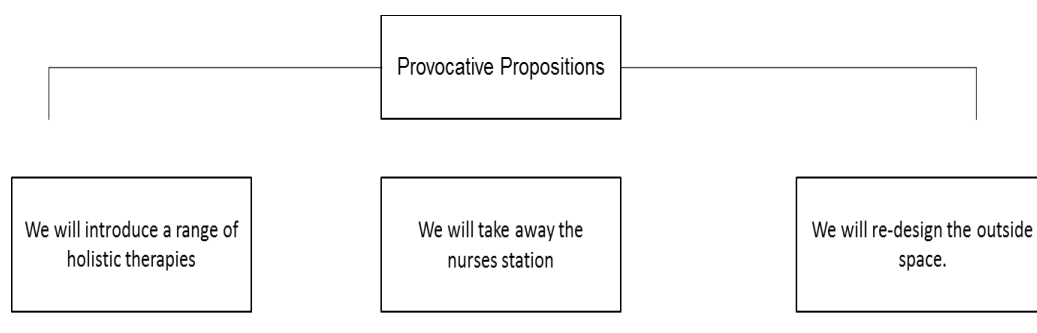 Provocative Propositions
We will introduce a range of
holistic therapies
We will take away the
nurses station
We will re-design the outside
space.